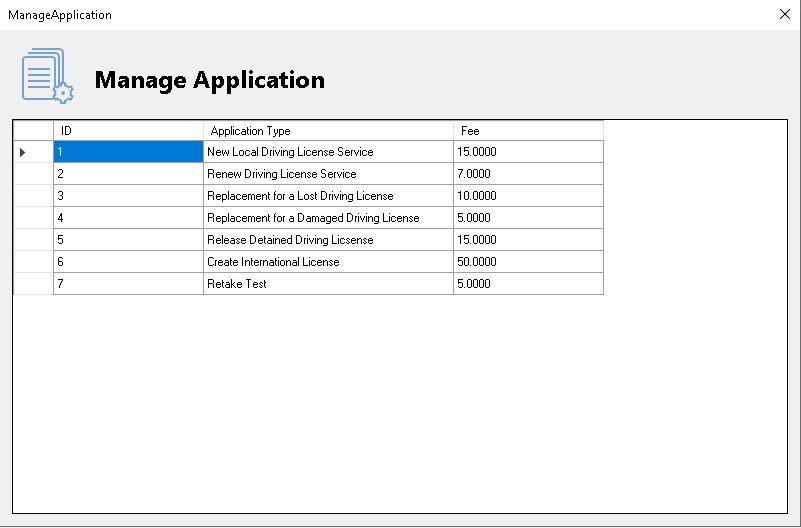 ManageApplication
Manage Application
ID Application Type Fee
1 New Local Driving License Service 15.0000
2 Renew Driving License Service 7.0000
3 Replacement for a Lost Driving License 10.0000
4 Replacement for a Damaged Driving License 5.0000
5 Release Detained Driving Licsense 15.0000
6 Create International License 50.0000
7 Retake Test 5.0000